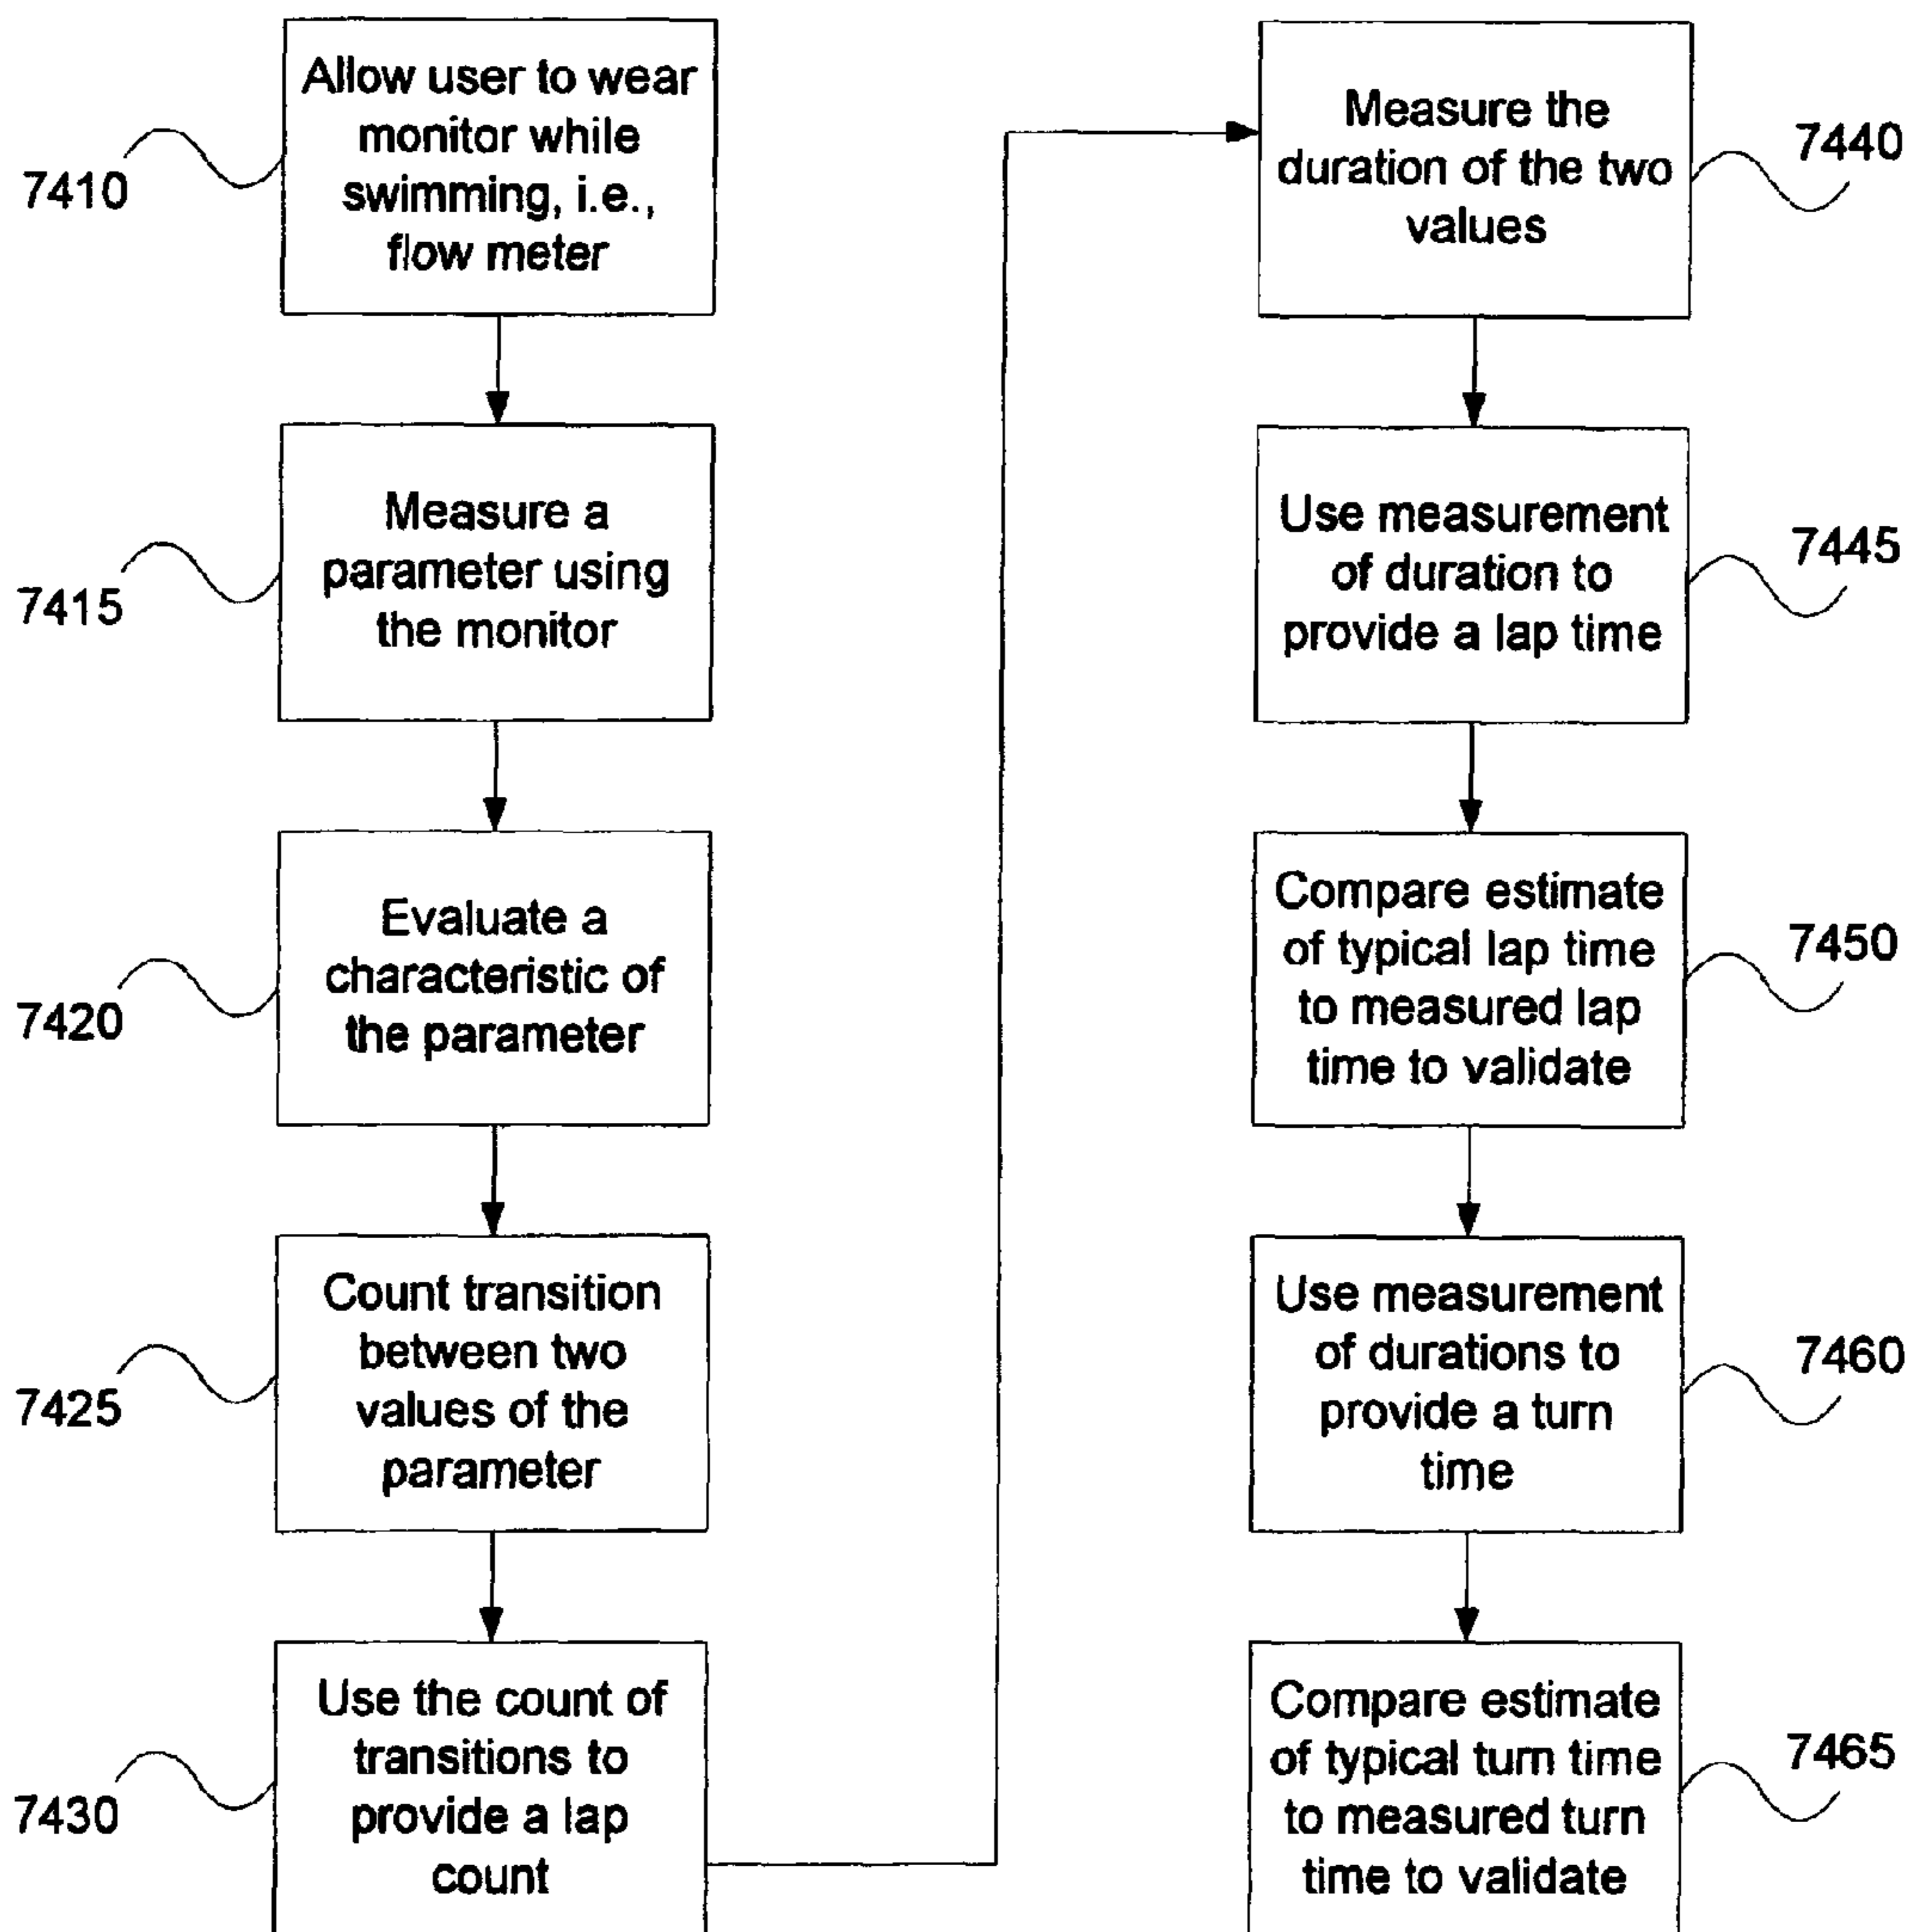 Allow user to wear
monitor while
swimming, i.e.,
flow meter
7410
Measure a
parameter using
the monitor
7415
Evaluate a
characteristic of
the parameter
7420
Count transition
between two
values of the
parameter
7425
Use the count of
transitions to
provide a lap
count
7430
Measure the
duration of the two
values
7440
Use measurement
of duration to
provide a lap time
7445
Compare estimate
of typical lap time
to measured lap
time to validate
7450
Use measurement
of durations to
provide a turn
time
7460
Compare estimate
of typical turn time
to measured turn
time to validate
7465